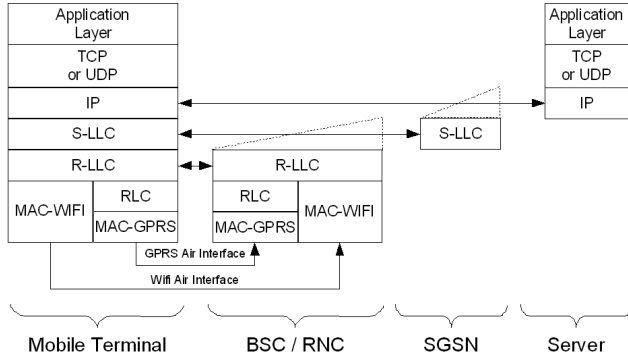 Application
Layer
TCP
or UDP
IP
S-LLC
R-LLC
MAC-WIFI
RLC
MAC-GPRS
R-LLC
RLC
MAC-GPRS
MAC-WIFI
S-LLC
Application
Layer
TCP
or UDP
IP
GPRS Air Interface
Wifi Air Interface
Mobile Terminal
BSC / RNC
SGSN
Server